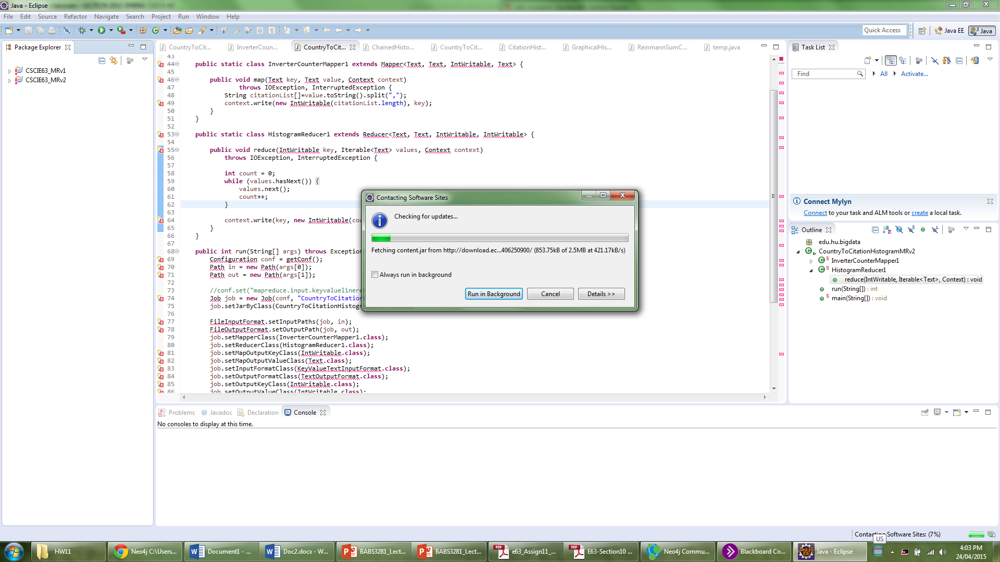 Java - Eclipse
File Edit Source Refactor Navigate Search Project Run Window Help
Quick Access
Java EE
Java
Package Explorer
CSCIE63_MRv1
CSCIE63_MRv2
CountryToCit...
InverterCoun...
CountryToCit...
ChainedHisto...
CountryToCit...
CitationHist...
GraphicalHis...
ReinmannSumC...
temp.java
43
44 public static class InverterCounterMapper1 extends Mapper<Text, Text, IntWritable, Text> {
45
46 public void map(Text key, Text value, Context context)
47 throws IOException, InterruptedException {
48 String citationList[]=value.toString().split(",");
49 context.write(new IntWritable(citationList.length), key);
50 }
51 }
52
53 public static class HistogramReducer1 extends Reducer<Text, Text, IntWritable, IntWritable> {
54
55 public void reduce(IntWritable key, Iterable<Text> values, Context context)
56 throws IOException, InterruptedException {
57
58 int count = 0;
59 while (values.hasNext()) {
60 values.next();
61 count++;
62 }
63
64 context.write(key, new IntWritable(cou
65 }
66 }
67
68 public int run(String[] args) throws Exception
69 Configuration conf = getConf();
70 Path in = new Path(args[0]);
71 Path out = new Path(args[1]);
72
73 //conf.set("mapreduce.input.keyvaluelinere
74 Job job = new Job(conf, "CountryToCitation
75 job.setJarByClass(CountryToCitationHistog
76
77 FileInputFormat.setInputPaths(job, in);
78 FileOutputFormat.setOutputPath(job, out);
79 job.setMapperClass(InverterCounterMapper1.class);
80 job.setReducerClass(HistogramReducer1.class);
81 job.setMapOutputKeyClass(IntWritable.class);
82 job.setMapOutputValueClass(Text.class);
83 job.setInputFormatClass(KeyValueTextInputFormat.class);
84 job.setOutputFormatClass(TextOutputFormat.class);
85 job.setOutputKeyClass(IntWritable.class);
86 job.setOutputValueClass(IntWritable.class);
Contacting Software Sites
Checking for updates...
Fetching content.jar from http://download.ec...406250900/ (853.75kB of 2.5MB at 421.17kB/s)
Always run in background
Run in Background
Cancel
Details >>
Task List
Find
All
Activate...
Connect Mylyn
Connect to your task and ALM tools or create a local task.
Outline
edu.hu.bigdata
CountryToCitationHistogramMRv2
InverterCounterMapper1
HistogramReducer1
reduce(IntWritable, Iterable<Text>, Context) : void
run(String[]) : int
main(String[]) : void
Problems @ Javadoc Declaration Console
No consoles to display at this time.
Contacting Software Sites: (7%)
US
HW11
Neo4j C:\Users...
Document1 - ...
Doc2.docx - W...
BABS3281_Lect...
BABS3281_Lect...
e63_Assign11_...
E63-Section10 ...
Neo4j Commu...
Blackboard Co...
Java - Eclipse
4:03 PM
24/04/2015